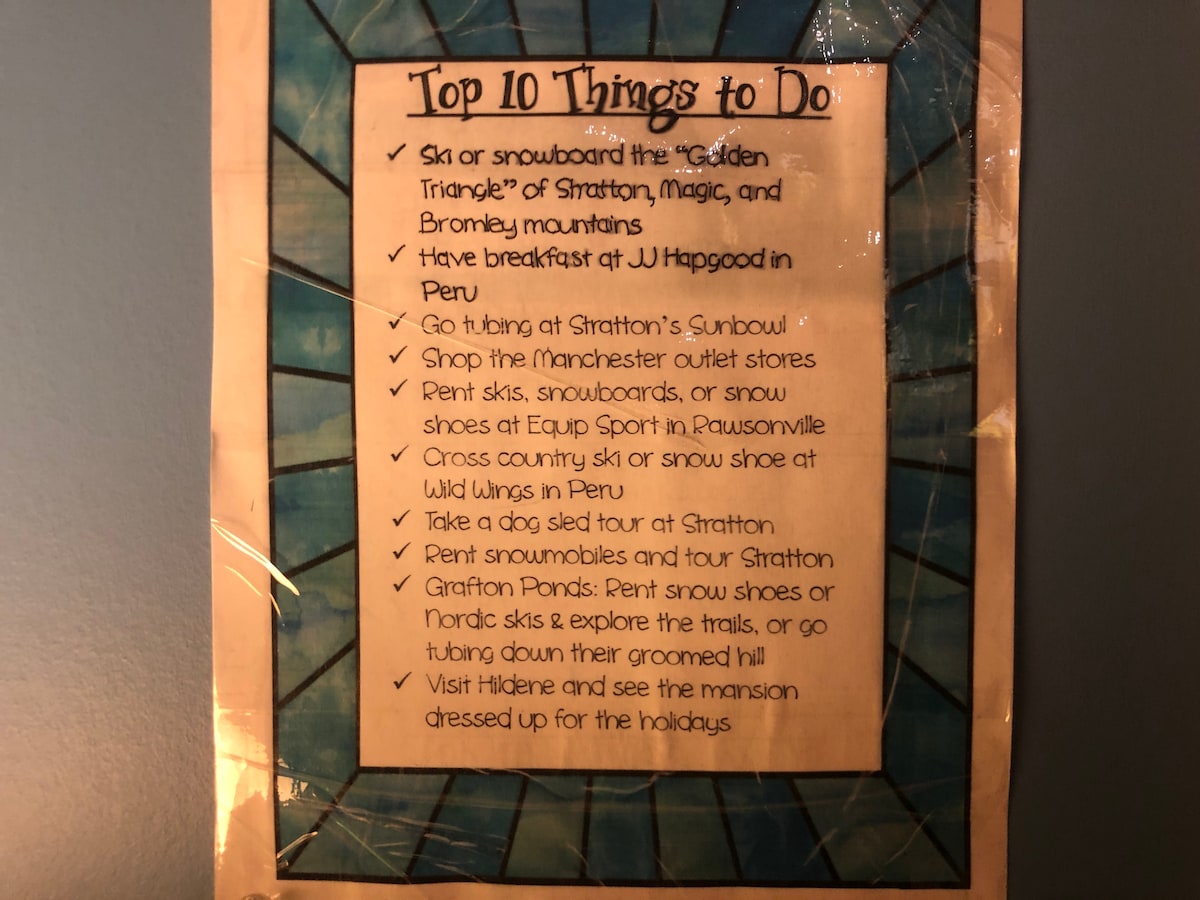 Top 10 Things to Do
✓ Ski or snowboard the “Golden
Triangle” of Stratton, Magic, and
Bromley mountains
✓ Have breakfast at JJ Hapgood in
Peru
✓ Go tubing at Stratton’s Sunbowl
✓ Shop the Manchester outlet stores
✓ Rent skis, snowboards, or snow
shoes at Equip Sport in Rawsonville
✓ Cross country ski or snow shoe at
Wild Wings in Peru
✓ Take a dog sled tour at Stratton
✓ Rent snowmobiles and tour Stratton
✓ Grafton Ponds: Rent snow shoes or
Nordic skis & explore the trails, or go
tubing down their groomed hill
✓ Visit Hildene and see the mansion
dressed up for the holidays